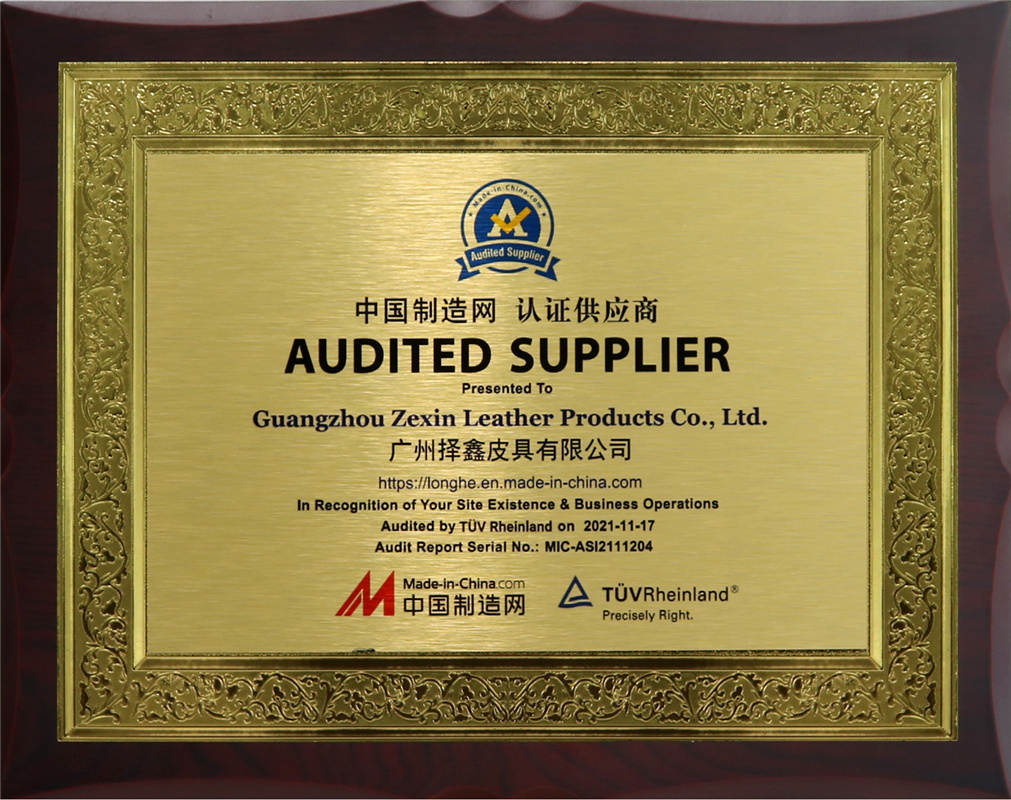 ★ Made-in-China.com ★
Audited Supplier
中国制造网 认证供应商
AUDITED SUPPLIER
Presented To
Guangzhou Zexin Leather Products Co., Ltd.
广州择鑫皮具有限公司
https://longhe.en.made-in-china.com
In Recognition of Your Site Existence & Business Operations
Audited by TÜV Rheinland on 2021-11-17
Audit Report Serial No.: MIC-ASI2111204
Made-in-China.com
中国制造网
TÜVRheinland®
Precisely Right.